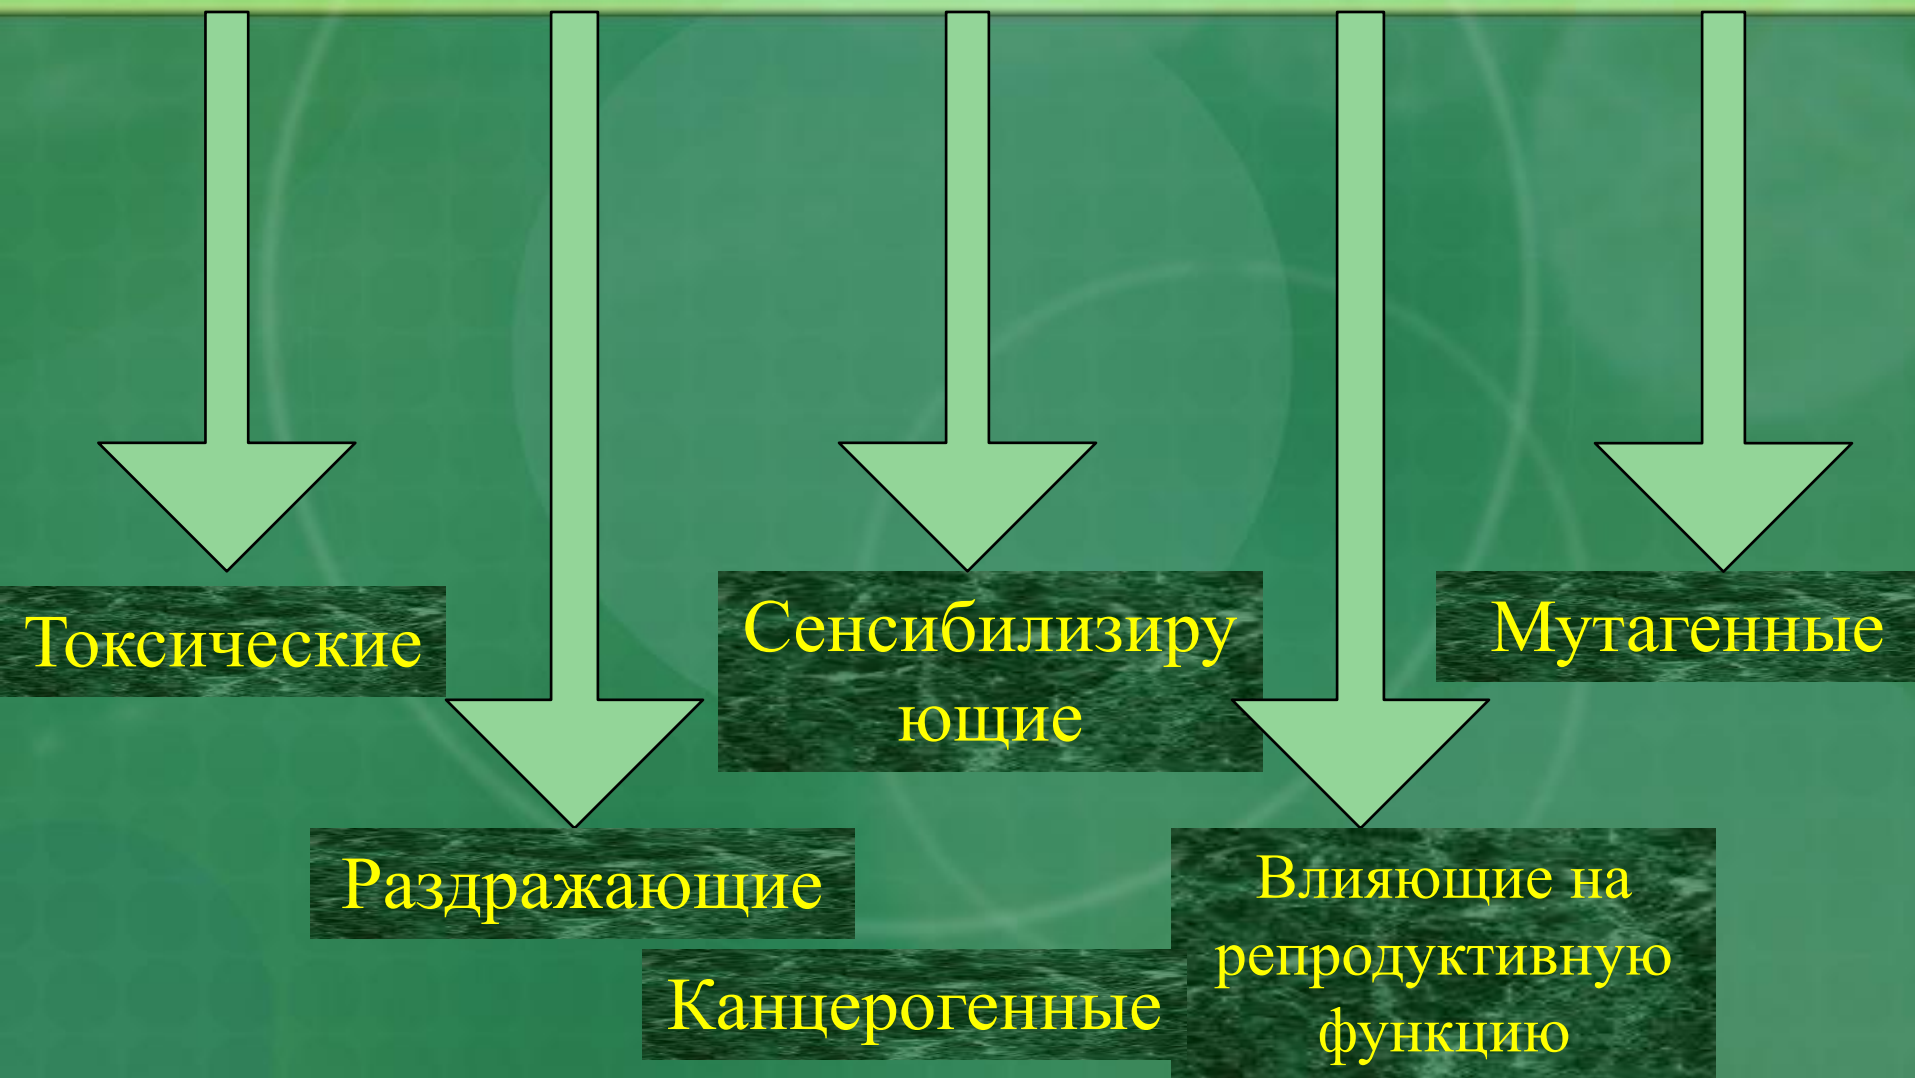 Токсические
Сенсибилизиру
ющие
Мутагенные
Раздражающие
Влияющие на
репродуктивную
функцию
Канцерогенные